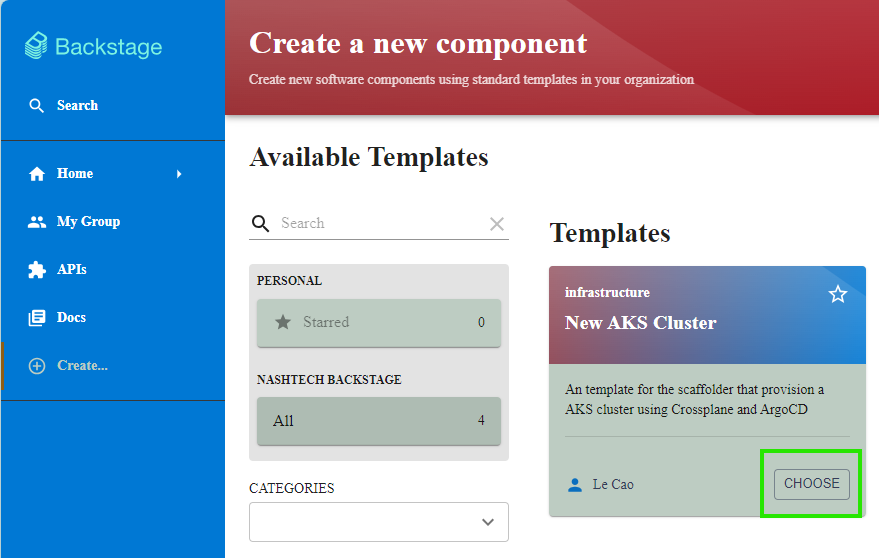 Backstage
Search
Home
My Group
APIs
Docs
Create...
Create a new component
Create new software components using standard templates in your organization
Available Templates
Search
PERSONAL
Starred 0
NASHTECH BACKSTAGE
All 4
CATEGORIES
Templates
infrastructure
New AKS Cluster
An template for the scaffolder that provision a
AKS cluster using Crossplane and ArgoCD
Le Cao
CHOOSE